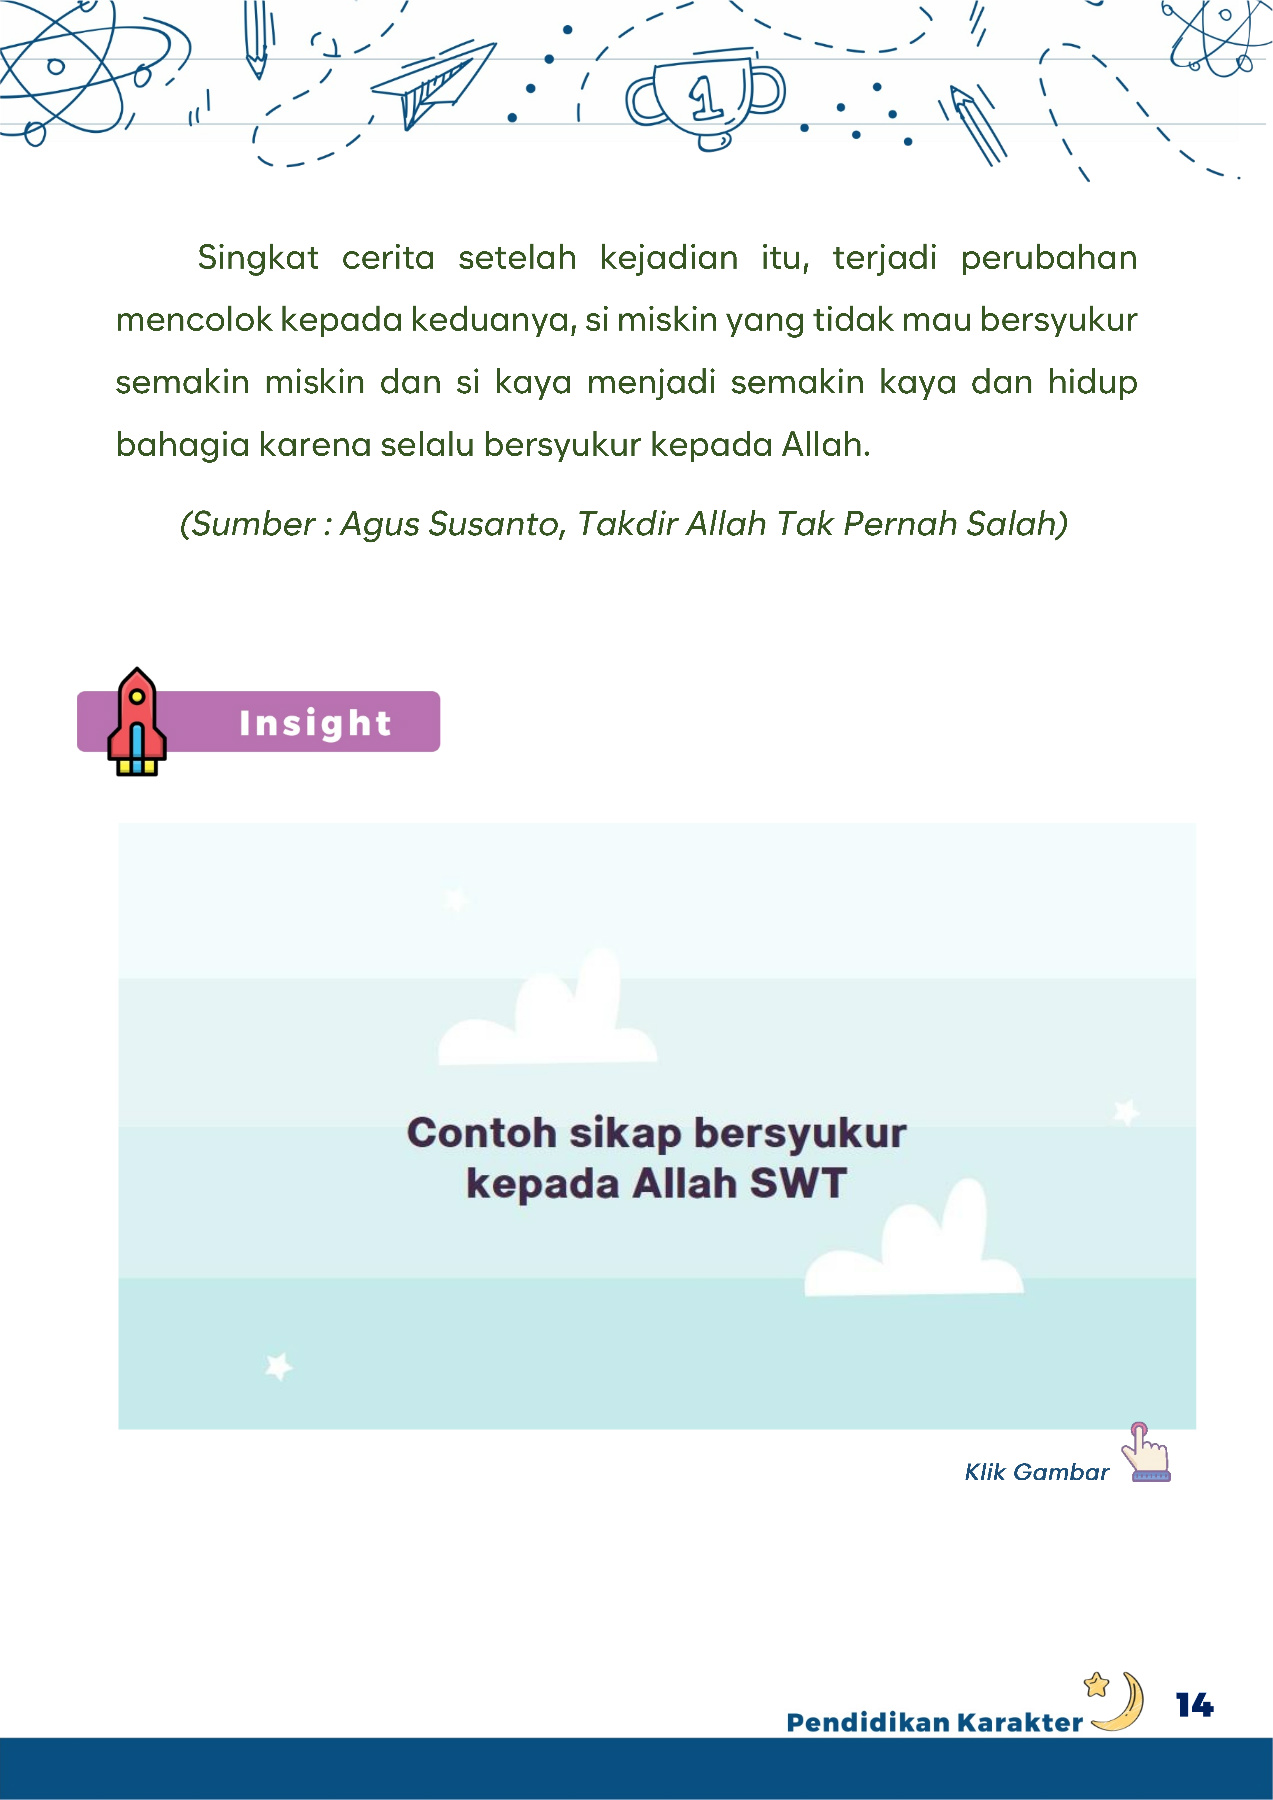 1
Singkat cerita setelah kejadian itu, terjadi perubahan
mencolok kepada keduanya, si miskin yang tidak mau bersyukur
semakin miskin dan si kaya menjadi semakin kaya dan hidup
bahagia karena selalu bersyukur kepada Allah.
(Sumber : Agus Susanto, Takdir Allah Tak Pernah Salah)
Insight
Contoh sikap bersyukur
kepada Allah SWT
Klik Gambar
Pendidikan Karakter
14